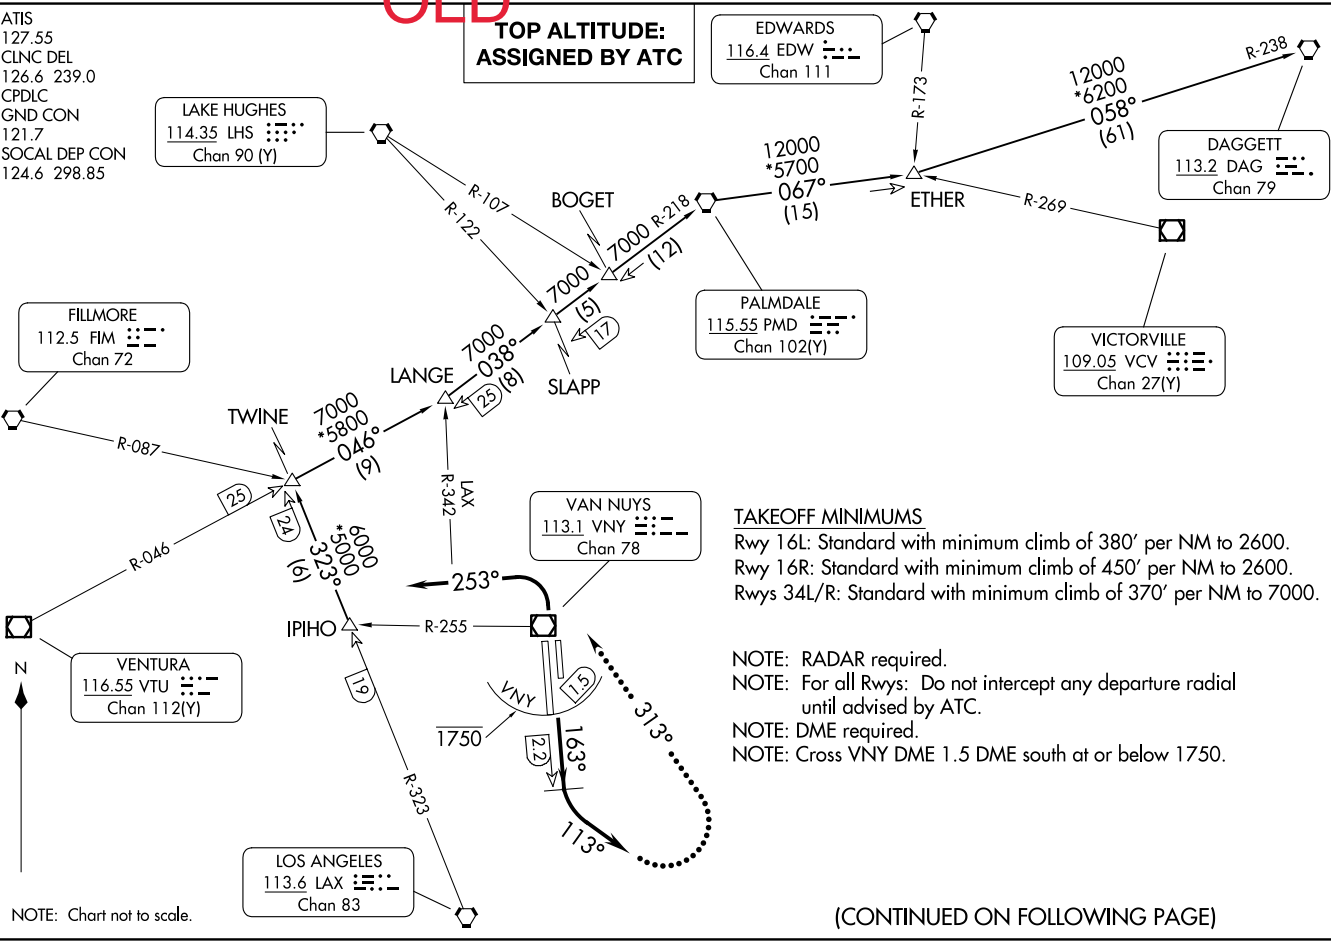 OLD
ATIS
127.55
CLNC DEL
126.6 239.0
CPDLC
GND CON
121.7
SOCAL DEP CON
124.6 298.85
TOP ALTITUDE:
ASSIGNED BY ATC
EDWARDS
116.4 EDW
Chan 111
R-238
12000
*6200
058°
(61)
R-173
LAKE HUGHES
114.35 LHS
Chan 90 (Y)
DAGGETT
113.2 DAG
Chan 79
12000
*5700
067°
(15)
ETHER
R-269
R-107
R-122
BOGET
7000
R-218
(12)
7000
(5)
17
SLAPP
PALMDALE
115.55 PMD
Chan 102(Y)
VICTORVILLE
109.05 VCV
Chan 27(Y)
FILLMORE
112.5 FIM
Chan 72
7000
038°
(8)
25
LANGE
TWINE
7000
*5800
046°
(9)
R-087
25
R-046
24
6000
*5000
323°
(6)
LAX
R-342
VAN NUYS
113.1 VNY
Chan 78
253°
IPIHO
R-255
TAKEOFF MINIMUMS
Rwy 16L: Standard with minimum climb of 380' per NM to 2600.
Rwy 16R: Standard with minimum climb of 450' per NM to 2600.
Rwys 34L/R: Standard with minimum climb of 370' per NM to 7000.
N
VENTURA
116.55 VTU
Chan 112(Y)
19
VNY
1.5
1750
2.2
163°
313°
113°
R-323
NOTE: RADAR required.
NOTE: For all Rwys: Do not intercept any departure radial
until advised by ATC.
NOTE: DME required.
NOTE: Cross VNY DME 1.5 DME south at or below 1750.
LOS ANGELES
113.6 LAX
Chan 83
NOTE: Chart not to scale.
(CONTINUED ON FOLLOWING PAGE)